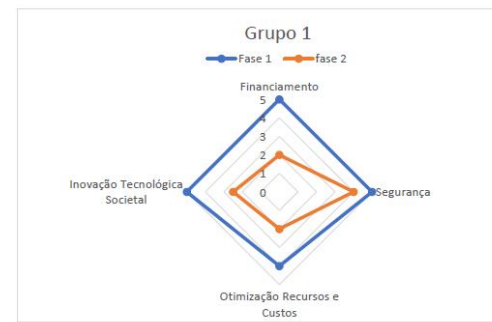 Grupo 1
Fase 1 fase 2
Financiamento
5
4
3
2
1
0
Inovação Tecnológica
Societal
Segurança
Otimização Recursos e
Custos